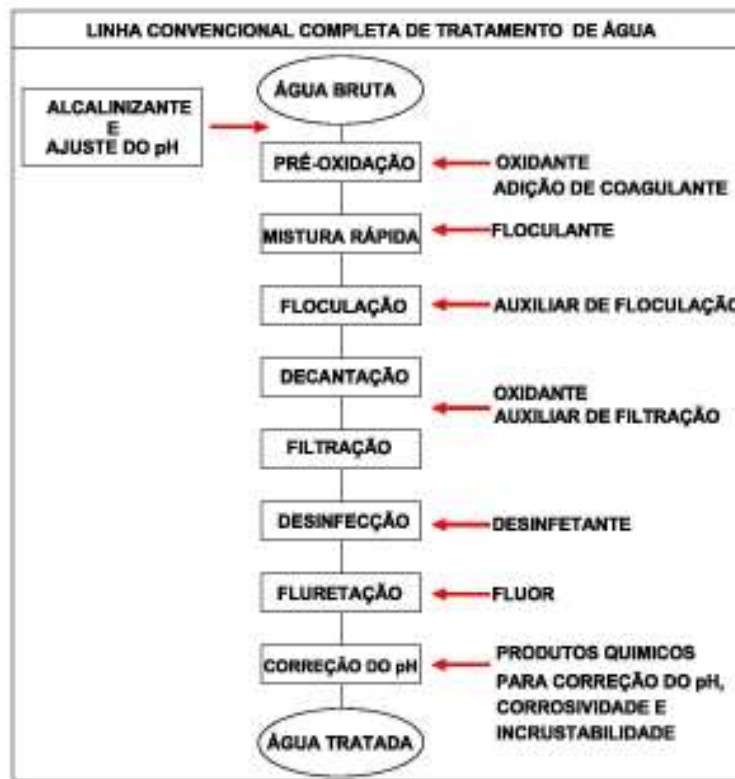 LINHA CONVENCIONAL COMPLETA DE TRATAMENTO DE ÁGUA
ÁGUA BRUTA
ALCALINIZANTE
E
AJUSTE DO pH
PRÉ-OXIDAÇÃO
OXIDANTE
ADIÇÃO DE COAGULANTE
MISTURA RÁPIDA
FLOCULANTE
FLOCULAÇÃO
AUXILIAR DE FLOCULAÇÃO
DECANTAÇÃO
OXIDANTE
AUXILIAR DE FILTRAÇÃO
FILTRAÇÃO
DESINFECÇÃO
DESINFETANTE
FLURETAÇÃO
FLUOR
CORREÇÃO DO pH
PRODUTOS QUIMICOS
PARA CORREÇÃO DO pH,
CORROSIVIDADE E
INCRUSTABILIDADE
ÁGUA TRATADA